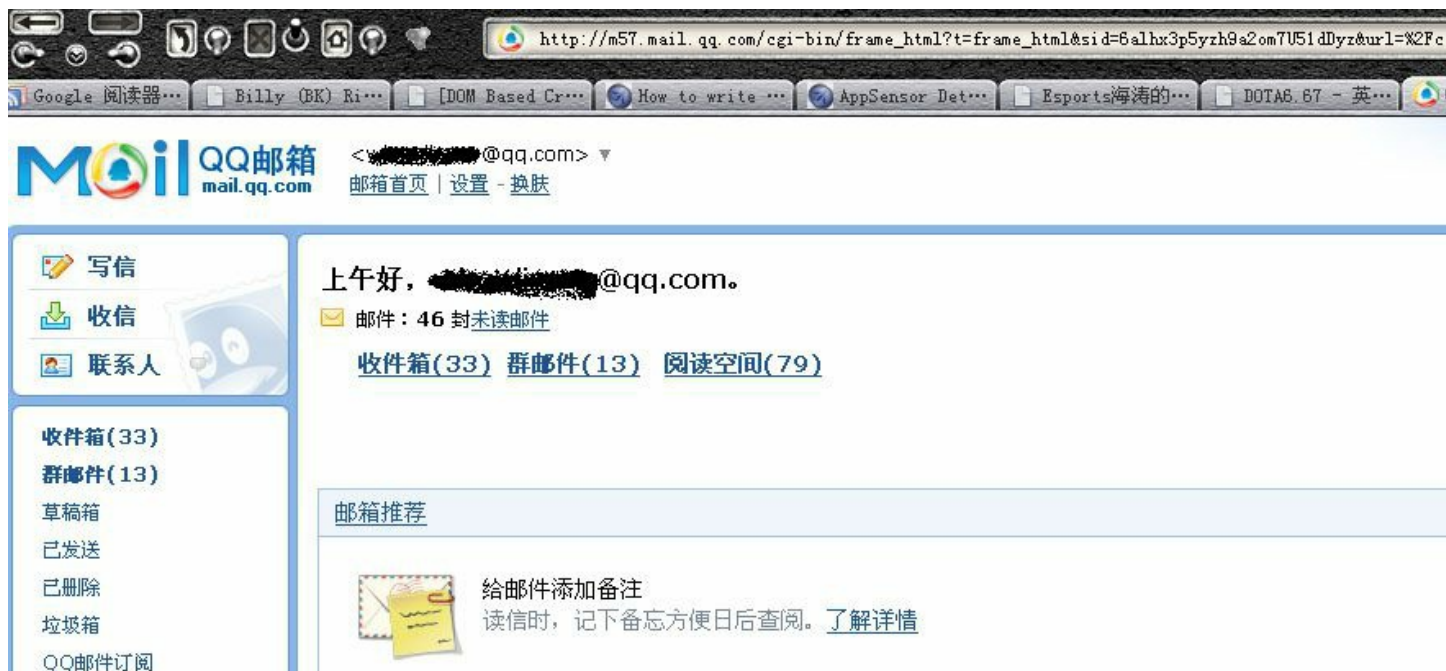 http://m57.mail.qq.com/cgi-bin/frame_html?t=frame_html&sid=6alhx3p5yzh9a2om7U51dDyz&url=%2Fc
Google 阅读器… Billy (BK) Ri… [DOM Based Cr… How to write … AppSensor Det… Esports海涛的… DOTA6.67 - 英…
Mail QQ邮箱 < @qq.com>
mail.qq.com 邮箱首页 | 设置 - 换肤
写信
收信
联系人
上午好, @qq.com。
邮件:46 封未读邮件
收件箱(33) 群邮件(13) 阅读空间(79)
收件箱(33)
群邮件(13)
草稿箱
已发送
已删除
垃圾箱
QQ邮件订阅
邮箱推荐
给邮件添加备注
读信时,记下备忘方便日后查阅。了解详情